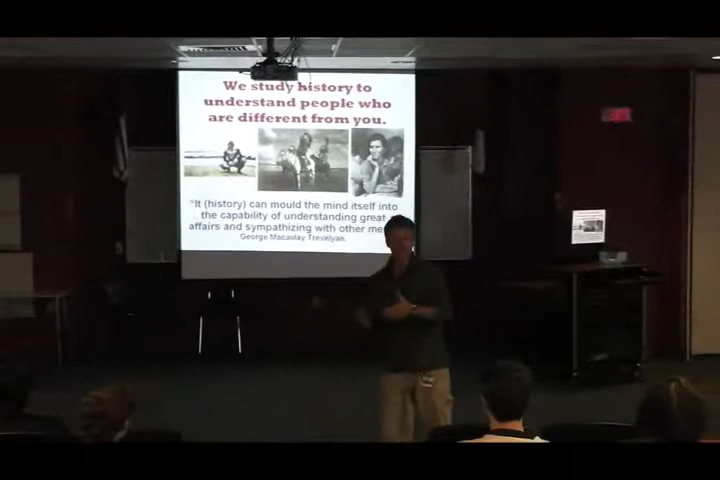 We study history to
understand people who
are different from you.
"It (history) can mould the mind itself into
the capability of understanding great
affairs and sympathizing with other me
George Macaulay Trevelyan.